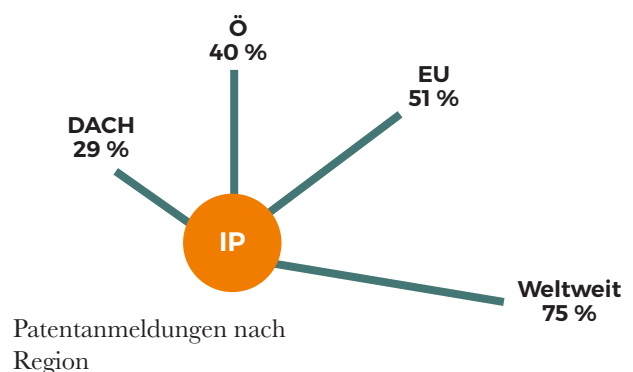 Ö
40 %
EU
51 %
DACH
29 %
IP
Weltweit
75 %
Patentanmeldungen nach
Region